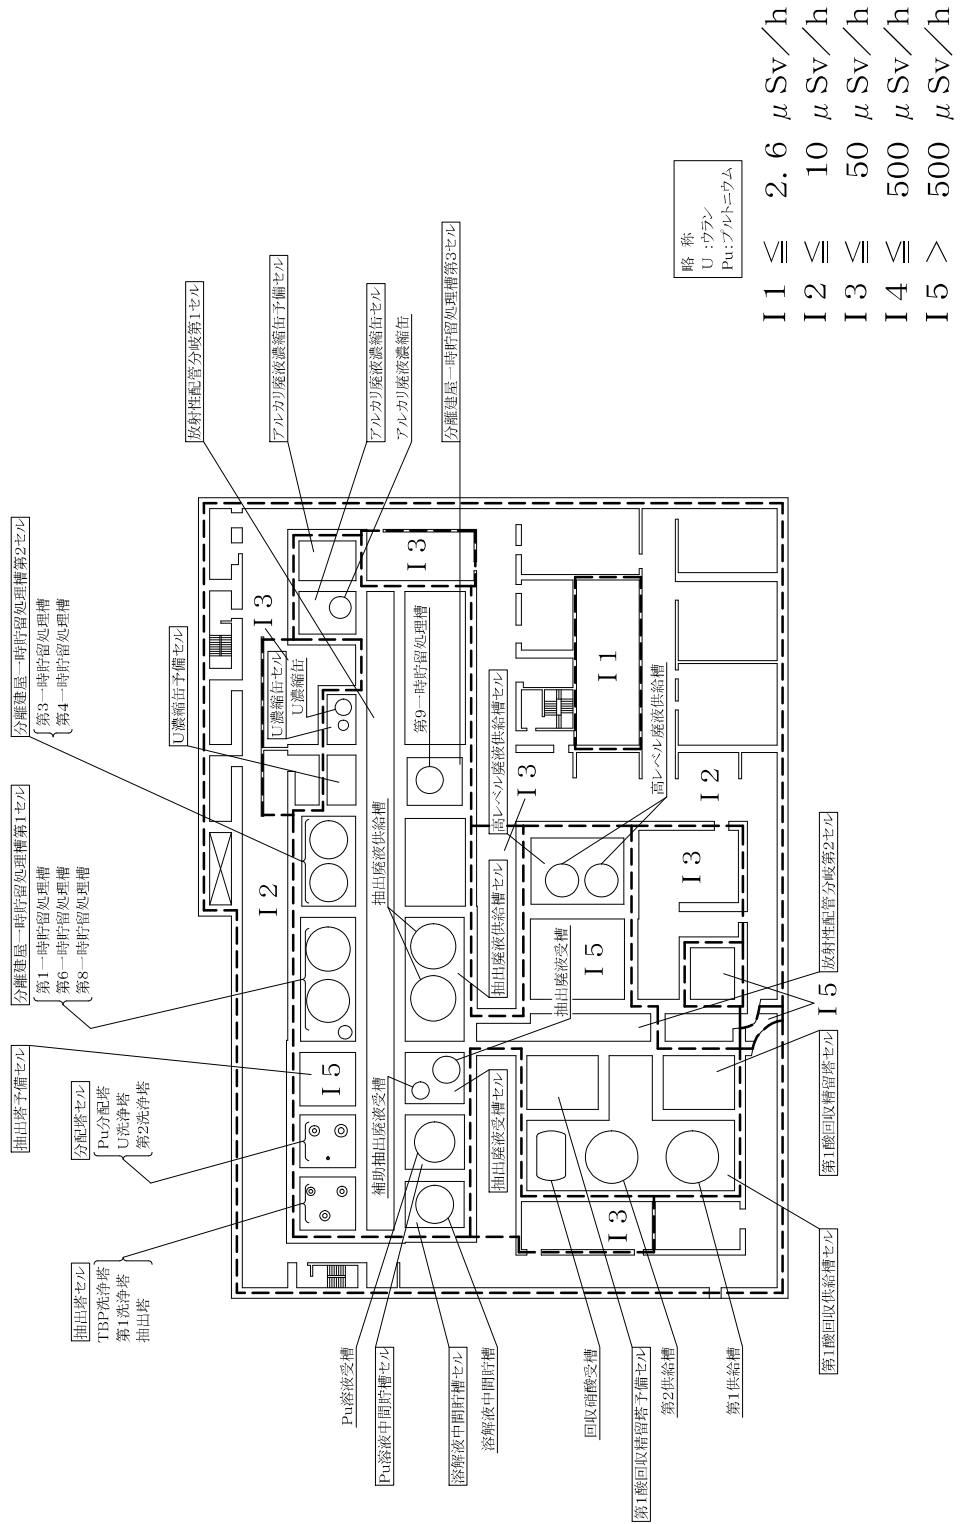 抽出塔セル
TBP洗浄塔
第1洗浄塔
抽出塔
分配塔セル
Pu分配塔
U洗浄塔
第2洗浄塔
抽出塔予備セル
分離建屋一時貯留処理槽第1セル
第1一時貯留処理槽
第6一時貯留処理槽
第8一時貯留処理槽
分離建屋一時貯留処理槽第2セル
第3一時貯留処理槽
第4一時貯留処理槽
U濃縮缶予備セル
U濃縮缶セル
U濃縮缶
放射性配管分岐第1セル
アルカリ廃液濃縮缶予備セル
アルカリ廃液濃縮缶セル
アルカリ廃液濃縮缶
分離建屋一時貯留処理槽第3セル
第9一時貯留処理槽
I2
I3
I5
I3
補助抽出廃液受槽
抽出廃液供給槽
Pu溶液受槽
Pu溶液中間貯槽セル
溶解液中間貯槽セル
溶解液中間貯槽
抽出廃液受槽セル
抽出廃液供給槽セル
高レベル廃液供給槽セル
I3
抽出廃液受槽
I5
I1
高レベル廃液供給槽
I3
I3
I2
回収硝酸受槽
第1酸回収精留塔予備セル
第2供給槽
第1供給槽
第1酸回収供給槽セル
第1酸回収精留塔セル
I5
放射性配管分岐第2セル
略称
U :ウラン
Pu:プルトニウム
I1 ≦ 2.6 μSv/h
I2 ≦ 10 μSv/h
I3 ≦ 50 μSv/h
I4 ≦ 500 μSv/h
I5 > 500 μSv/h